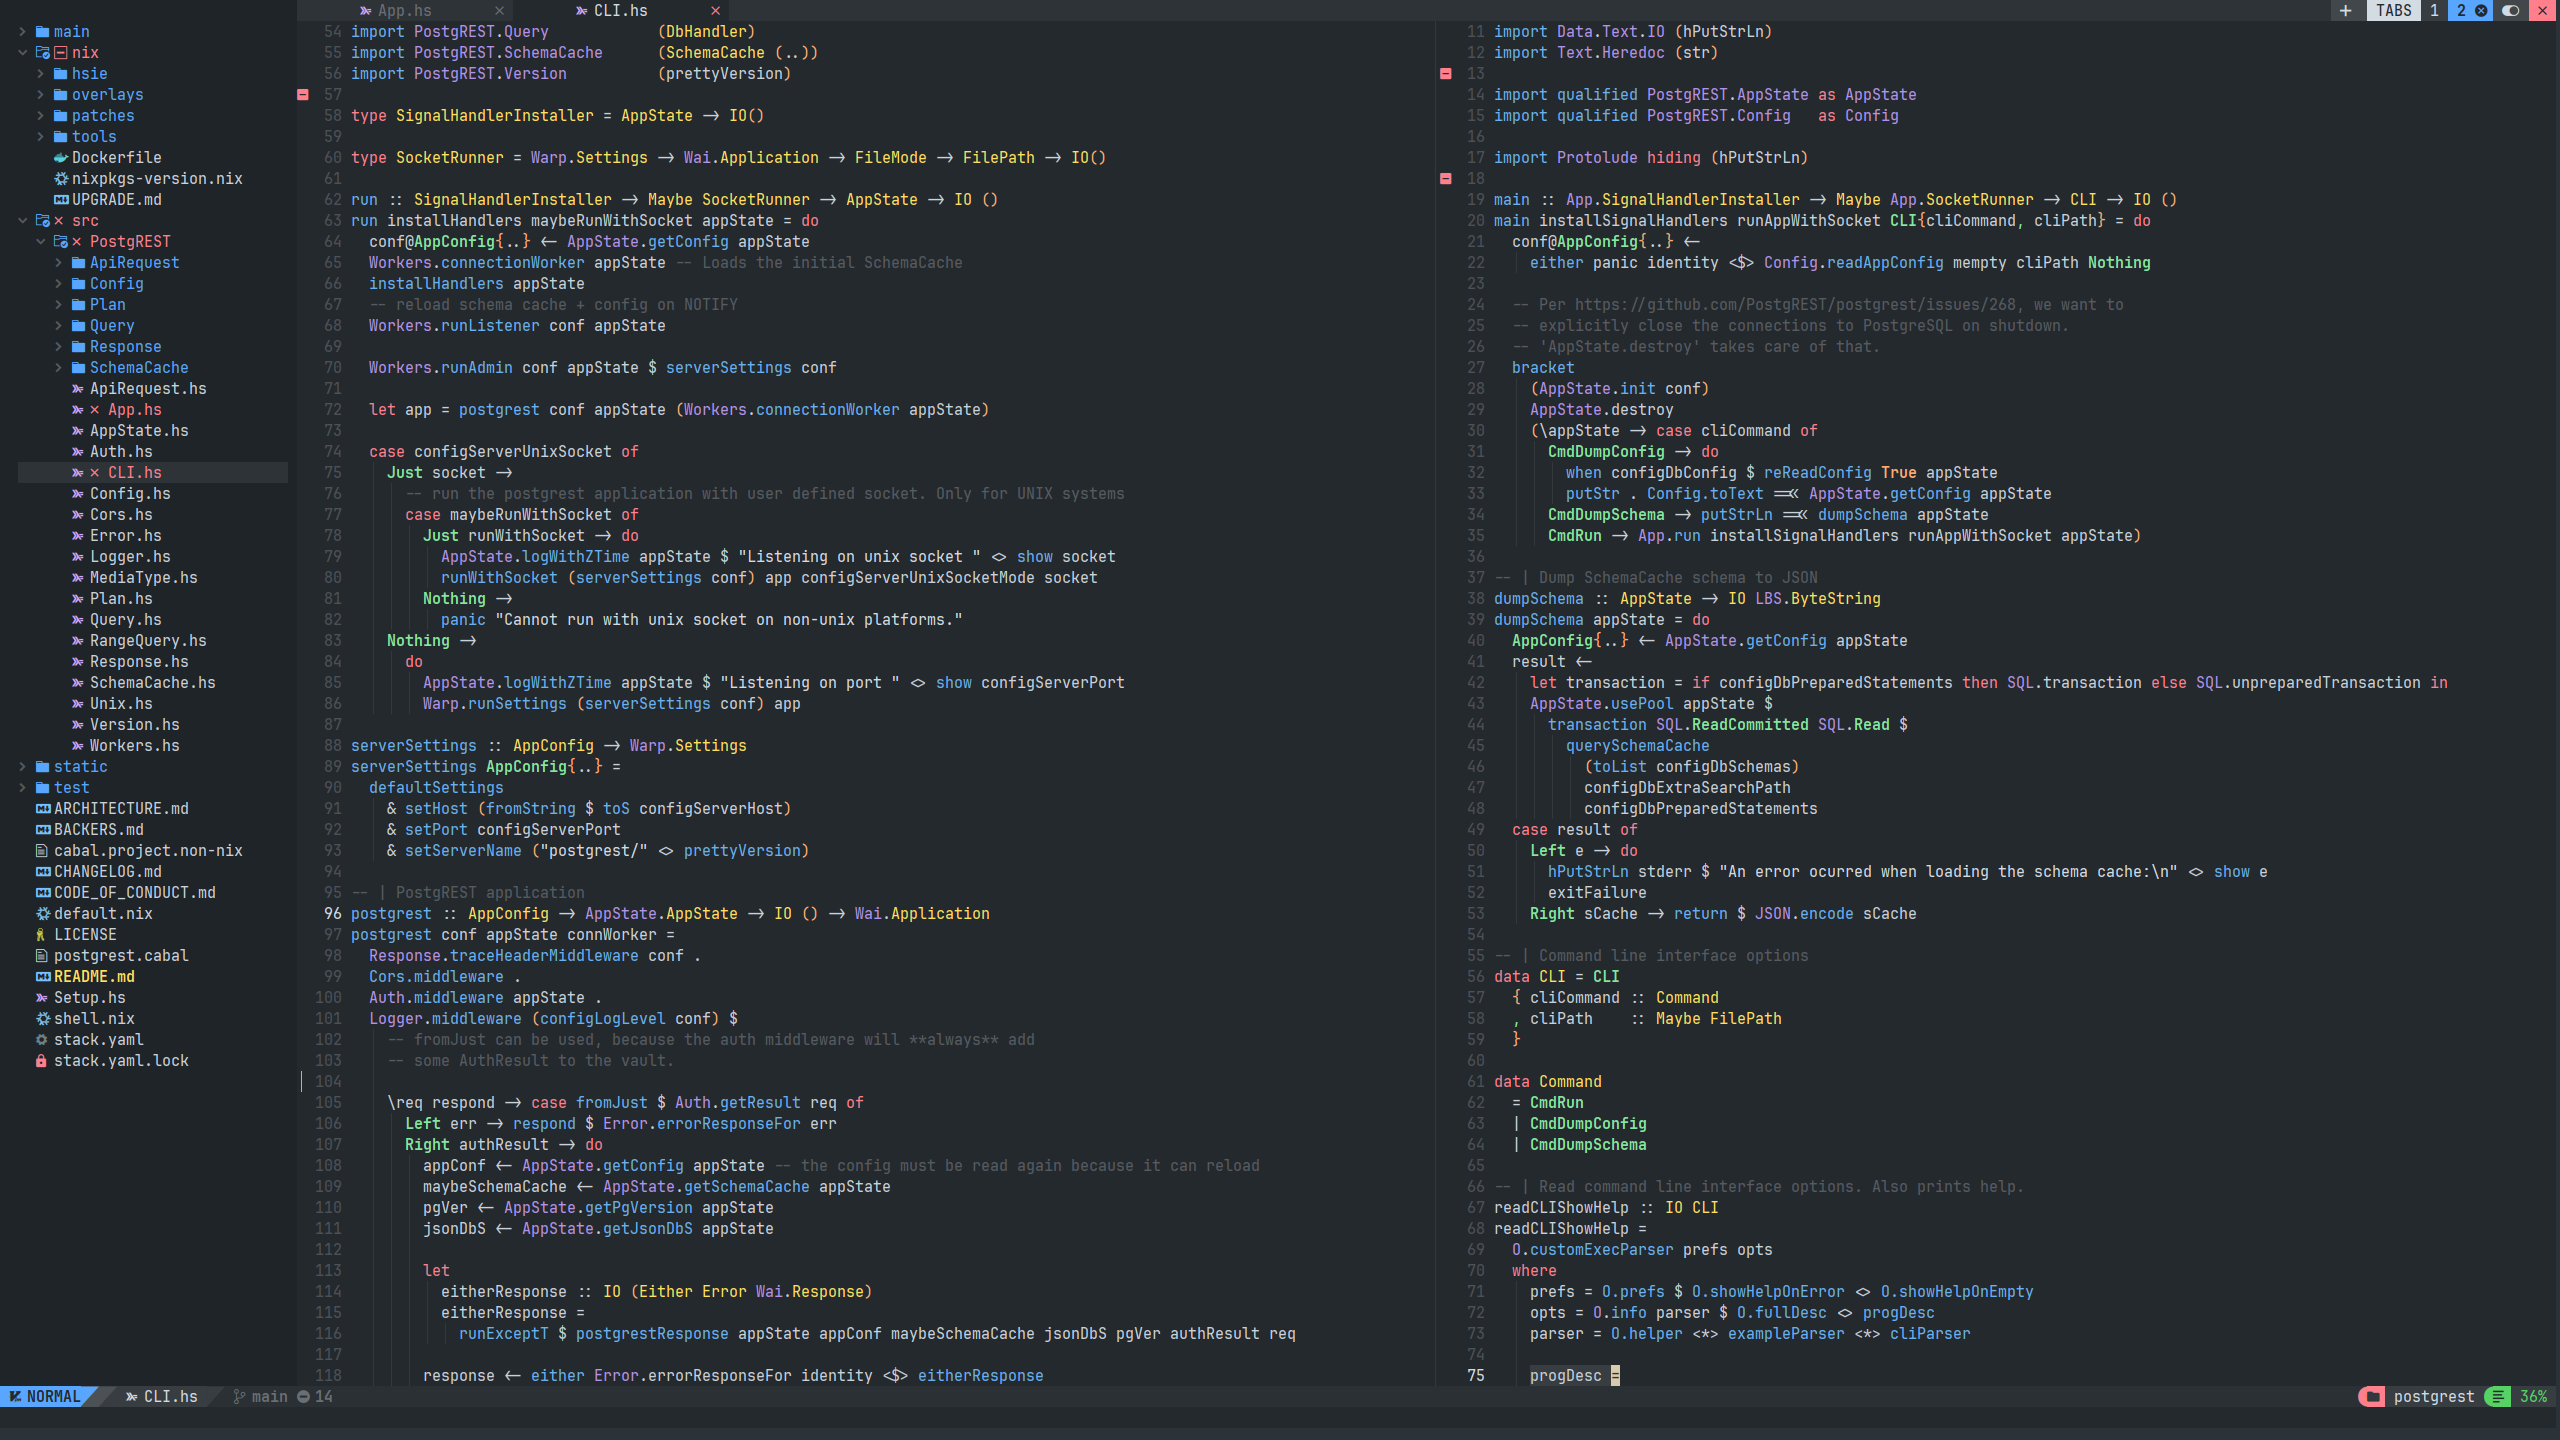 App.hs
CLI.hs
TABS 1 2
main
nix
hsie
overlays
patches
tools
Dockerfile
nixpkgs-version.nix
UPGRADE.md
src
PostgREST
ApiRequest
Config
Plan
Query
Response
SchemaCache
ApiRequest.hs
App.hs
AppState.hs
Auth.hs
CLI.hs
Config.hs
Cors.hs
Error.hs
Logger.hs
MediaType.hs
Plan.hs
Query.hs
RangeQuery.hs
Response.hs
SchemaCache.hs
Unix.hs
Version.hs
Workers.hs
static
test
ARCHITECTURE.md
BACKERS.md
cabal.project.non-nix
CHANGELOG.md
CODE_OF_CONDUCT.md
default.nix
LICENSE
postgrest.cabal
README.md
Setup.hs
shell.nix
stack.yaml
stack.yaml.lock
54 import PostgREST.Query            (DbHandler)
55 import PostgREST.SchemaCache      (SchemaCache (..))
56 import PostgREST.Version          (prettyVersion)
57
58 type SignalHandlerInstaller = AppState -> IO()
59
60 type SocketRunner = Warp.Settings -> Wai.Application -> FileMode -> FilePath -> IO()
61
62 run :: SignalHandlerInstaller -> Maybe SocketRunner -> AppState -> IO ()
63 run installHandlers maybeRunWithSocket appState = do
64   conf@AppConfig{..} <- AppState.getConfig appState
65   Workers.connectionWorker appState -- Loads the initial SchemaCache
66   installHandlers appState
67   -- reload schema cache + config on NOTIFY
68   Workers.runListener conf appState
69
70   Workers.runAdmin conf appState $ serverSettings conf
71
72   let app = postgrest conf appState (Workers.connectionWorker appState)
73
74   case configServerUnixSocket of
75     Just socket ->
76       -- run the postgrest application with user defined socket. Only for UNIX systems
77       case maybeRunWithSocket of
78         Just runWithSocket -> do
79           AppState.logWithZTime appState $ "Listening on unix socket " <> show socket
80           runWithSocket (serverSettings conf) app configServerUnixSocketMode socket
81         Nothing ->
82           panic "Cannot run with unix socket on non-unix platforms."
83     Nothing ->
84       do
85         AppState.logWithZTime appState $ "Listening on port " <> show configServerPort
86         Warp.runSettings (serverSettings conf) app
87
88 serverSettings :: AppConfig -> Warp.Settings
89 serverSettings AppConfig{..} =
90   defaultSettings
91     & setHost (fromString $ toS configServerHost)
92     & setPort configServerPort
93     & setServerName ("postgrest/" <> prettyVersion)
94
95 -- | PostgREST application
96 postgrest :: AppConfig -> AppState.AppState -> IO () -> Wai.Application
97 postgrest conf appState connWorker =
98   Response.traceHeaderMiddleware conf .
99   Cors.middleware .
100   Auth.middleware appState .
101   Logger.middleware (configLogLevel conf) $
102     -- fromJust can be used, because the auth middleware will **always** add
103     -- some AuthResult to the vault.
104
105     \req respond -> case fromJust $ Auth.getResult req of
106       Left err -> respond $ Error.errorResponseFor err
107       Right authResult -> do
108         appConf <- AppState.getConfig appState -- the config must be read again because it can reload
109         maybeSchemaCache <- AppState.getSchemaCache appState
110         pgVer <- AppState.getPgVersion appState
111         jsonDbS <- AppState.getJsonDbS appState
112
113         let
114           eitherResponse :: IO (Either Error Wai.Response)
115           eitherResponse =
116             runExceptT $ postgrestResponse appState appConf maybeSchemaCache jsonDbS pgVer authResult req
117
118         response <- either Error.errorResponseFor identity <$> eitherResponse
11 import Data.Text.IO (hPutStrLn)
12 import Text.Heredoc (str)
13
14 import qualified PostgREST.AppState as AppState
15 import qualified PostgREST.Config   as Config
16
17 import Protolude hiding (hPutStrLn)
18
19 main :: App.SignalHandlerInstaller -> Maybe App.SocketRunner -> CLI -> IO ()
20 main installSignalHandlers runAppWithSocket CLI{cliCommand, cliPath} = do
21   conf@AppConfig{..} <-
22     either panic identity <$> Config.readAppConfig mempty cliPath Nothing
23
24   -- Per https://github.com/PostgREST/postgrest/issues/268, we want to
25   -- explicitly close the connections to PostgreSQL on shutdown.
26   -- 'AppState.destroy' takes care of that.
27   bracket
28     (AppState.init conf)
29     AppState.destroy
30     (\appState -> case cliCommand of
31       CmdDumpConfig -> do
32         when configDbConfig $ reReadConfig True appState
33         putStr . Config.toText =<< AppState.getConfig appState
34       CmdDumpSchema -> putStrLn =<< dumpSchema appState
35       CmdRun -> App.run installSignalHandlers runAppWithSocket appState)
36
37 -- | Dump SchemaCache schema to JSON
38 dumpSchema :: AppState -> IO LBS.ByteString
39 dumpSchema appState = do
40   AppConfig{..} <- AppState.getConfig appState
41   result <-
42     let transaction = if configDbPreparedStatements then SQL.transaction else SQL.unpreparedTransaction in
43     AppState.usePool appState $
44       transaction SQL.ReadCommitted SQL.Read $
45         querySchemaCache
46           (toList configDbSchemas)
47           configDbExtraSearchPath
48           configDbPreparedStatements
49   case result of
50     Left e -> do
51       hPutStrLn stderr $ "An error ocurred when loading the schema cache:\n" <> show e
52       exitFailure
53     Right sCache -> return $ JSON.encode sCache
54
55 -- | Command line interface options
56 data CLI = CLI
57   { cliCommand :: Command
58   , cliPath    :: Maybe FilePath
59   }
60
61 data Command
62   = CmdRun
63   | CmdDumpConfig
64   | CmdDumpSchema
65
66 -- | Read command line interface options. Also prints help.
67 readCLIShowHelp :: IO CLI
68 readCLIShowHelp =
69   O.customExecParser prefs opts
70   where
71     prefs = O.prefs $ O.showHelpOnError <> O.showHelpOnEmpty
72     opts = O.info parser $ O.fullDesc <> progDesc
73     parser = O.helper <*> exampleParser <*> cliParser
74
75     progDesc =
NORMAL CLI.hs main 14
postgrest 36%